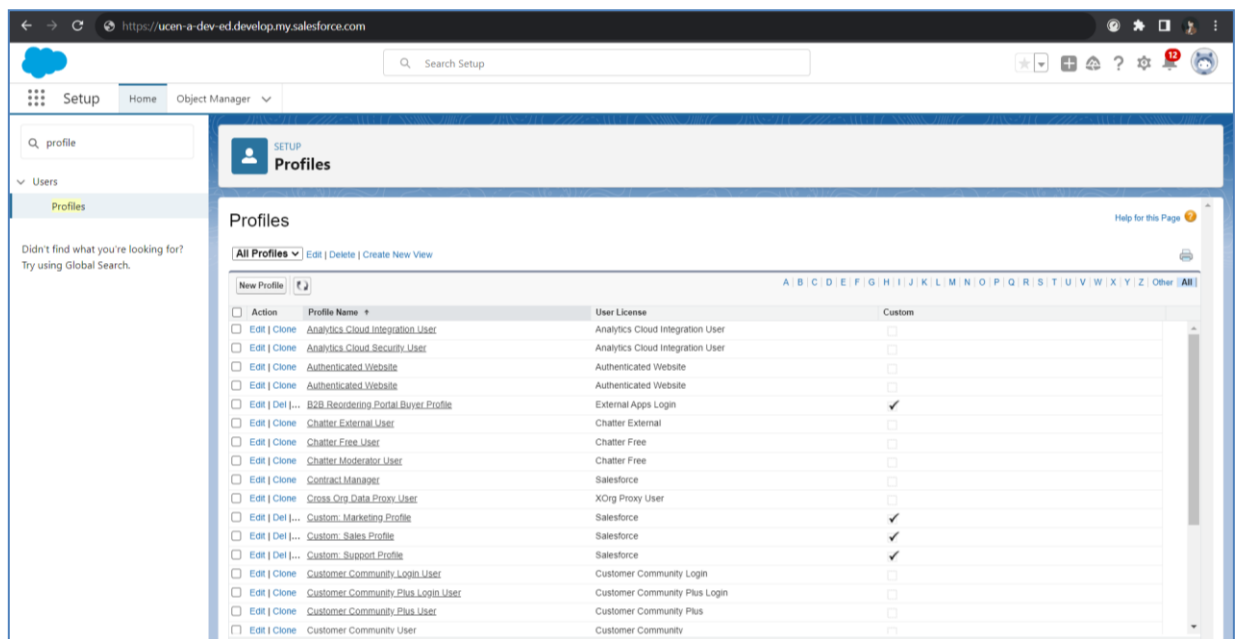 https://ucen-a-dev-ed.develop.my.salesforce.com
Search Setup
12
Setup
Home
Object Manager
profile
Users
Profiles
Didn't find what you're looking for?
Try using Global Search.
SETUP
Profiles
Profiles
Help for this Page
All Profiles Edit | Delete | Create New View
New Profile
A | B | C | D | E | F | G | H | I | J | K | L | M | N | O | P | Q | R | S | T | U | V | W | X | Y | Z | Other | All |
Action Profile Name User License Custom
Edit | Clone Analytics Cloud Integration User Analytics Cloud Integration User
Edit | Clone Analytics Cloud Security User Analytics Cloud Integration User
Edit | Clone Authenticated Website Authenticated Website
Edit | Clone Authenticated Website Authenticated Website
Edit | Del |... B2B Reordering Portal Buyer Profile External Apps Login
Edit | Clone Chatter External User Chatter External
Edit | Clone Chatter Free User Chatter Free
Edit | Clone Chatter Moderator User Chatter Free
Edit | Clone Contract Manager Salesforce
Edit | Clone Cross Org Data Proxy User XOrg Proxy User
Edit | Del |... Custom: Marketing Profile Salesforce
Edit | Del |... Custom: Sales Profile Salesforce
Edit | Del |... Custom: Support Profile Salesforce
Edit | Clone Customer Community Login User Customer Community Login
Edit | Clone Customer Community Plus Login User Customer Community Plus Login
Edit | Clone Customer Community Plus User Customer Community Plus
Edit | Clone Customer Community User Customer Community